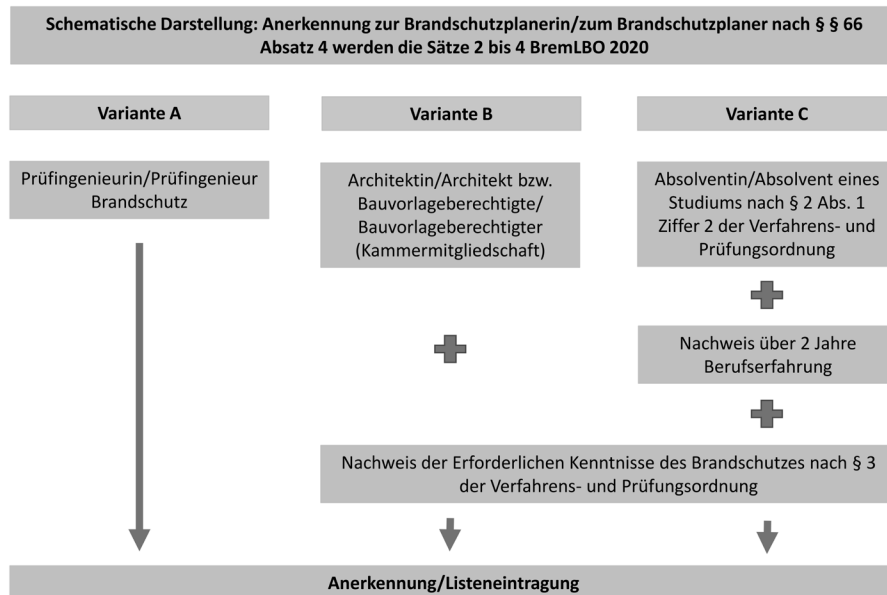 Schematische Darstellung: Anerkennung zur Brandschutzplanerin/zum Brandschutzplaner nach § § 66
Absatz 4 werden die Sätze 2 bis 4 BremLBO 2020
Variante A
Variante B
Variante C
Prüfingenieurin/Prüfingenieur
Brandschutz
Architektin/Architekt bzw.
Bauvorlageberechtigte/
Bauvorlageberechtigter
(Kammermitgliedschaft)
Absolventin/Absolvent eines
Studiums nach § 2 Abs. 1
Ziffer 2 der Verfahrens- und
Prüfungsordnung
Nachweis über 2 Jahre
Berufserfahrung
Nachweis der Erforderlichen Kenntnisse des Brandschutzes nach § 3
der Verfahrens- und Prüfungsordnung
Anerkennung/Listeneintragung